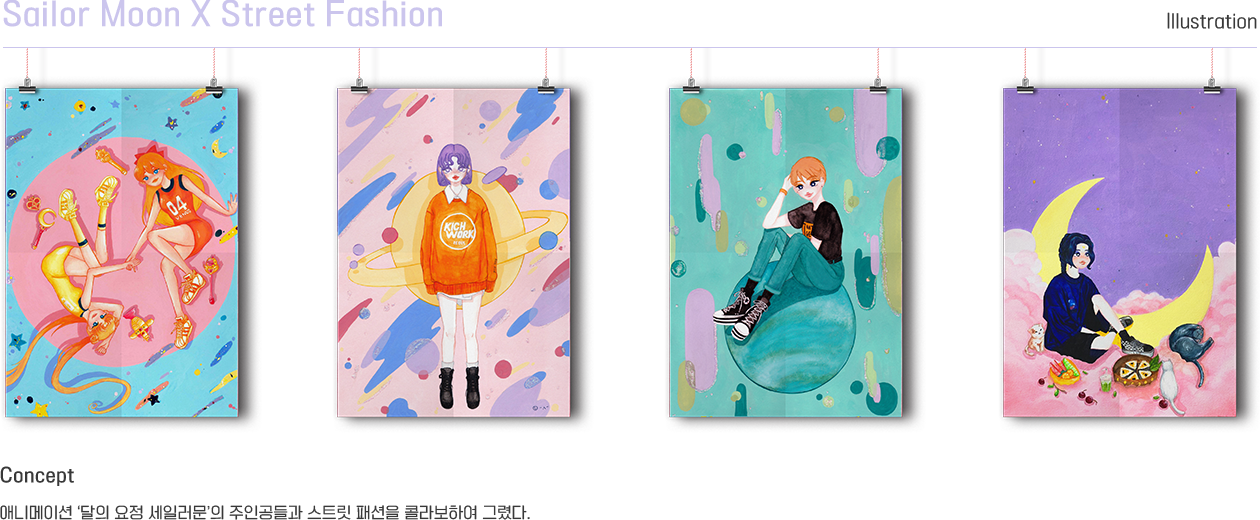 Sailor Moon X Street Fashion
Illustration
04
KICH
WORK
Concept
애니메이션 ‘달의 요정 세일러문’의 주인공들과 스트릿 패션을 콜라보하여 그렸다.